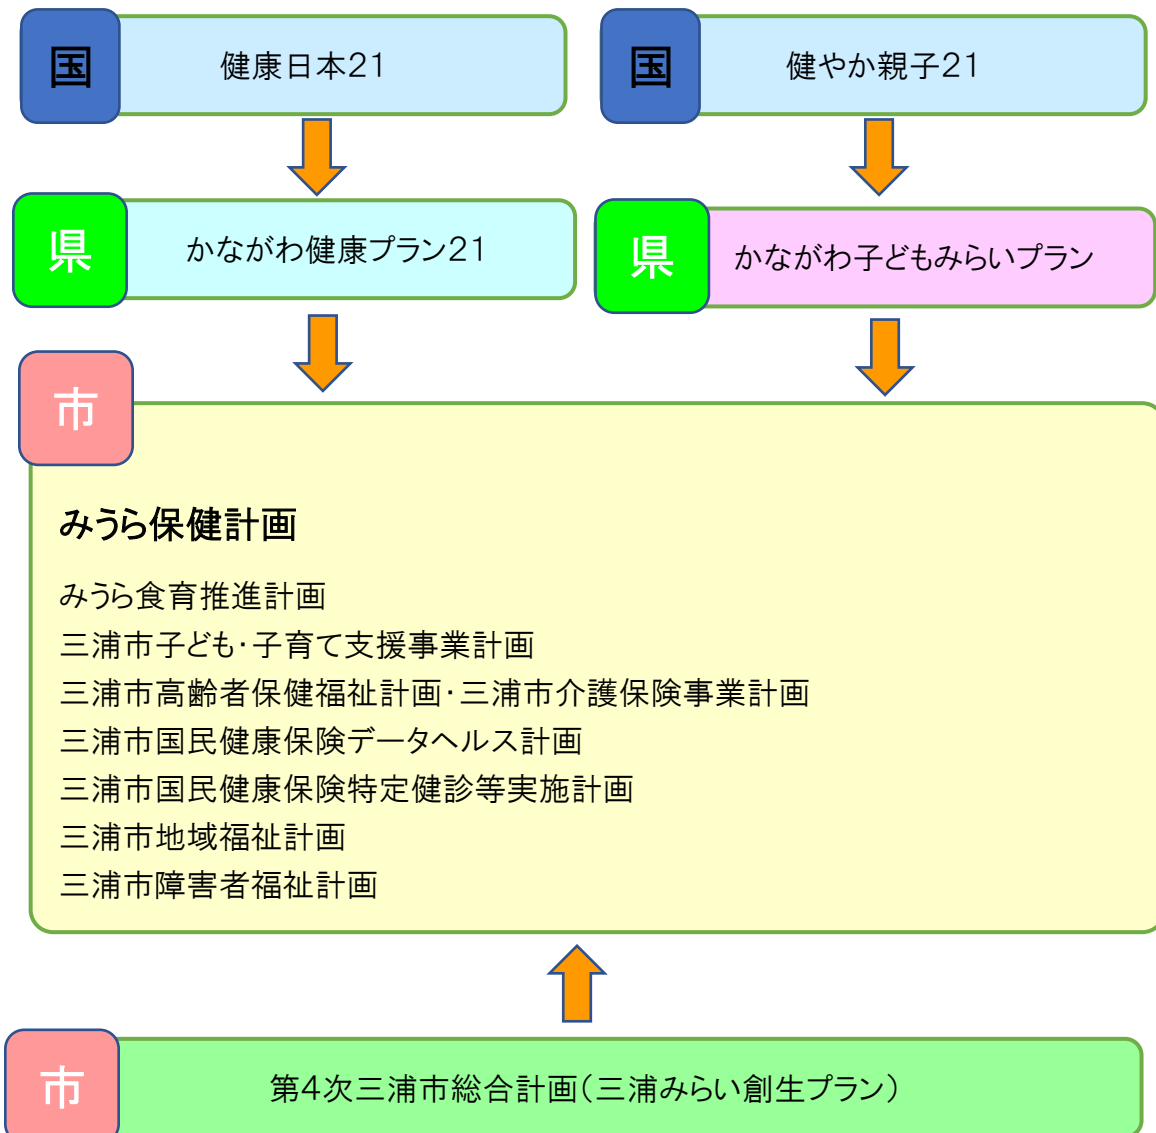 国
健康日本21
国
健やか親子21
県
かながわ健康プラン21
県
かながわ子どもみらいプラン
市
みうら保健計画
みうら食育推進計画
三浦市子ども・子育て支援事業計画
三浦市高齢者保健福祉計画・三浦市介護保険事業計画
三浦市国民健康保険データヘルス計画
三浦市国民健康保険特定健診等実施計画
三浦市地域福祉計画
三浦市障害者福祉計画
市
第4次三浦市総合計画(三浦みらい創生プラン)